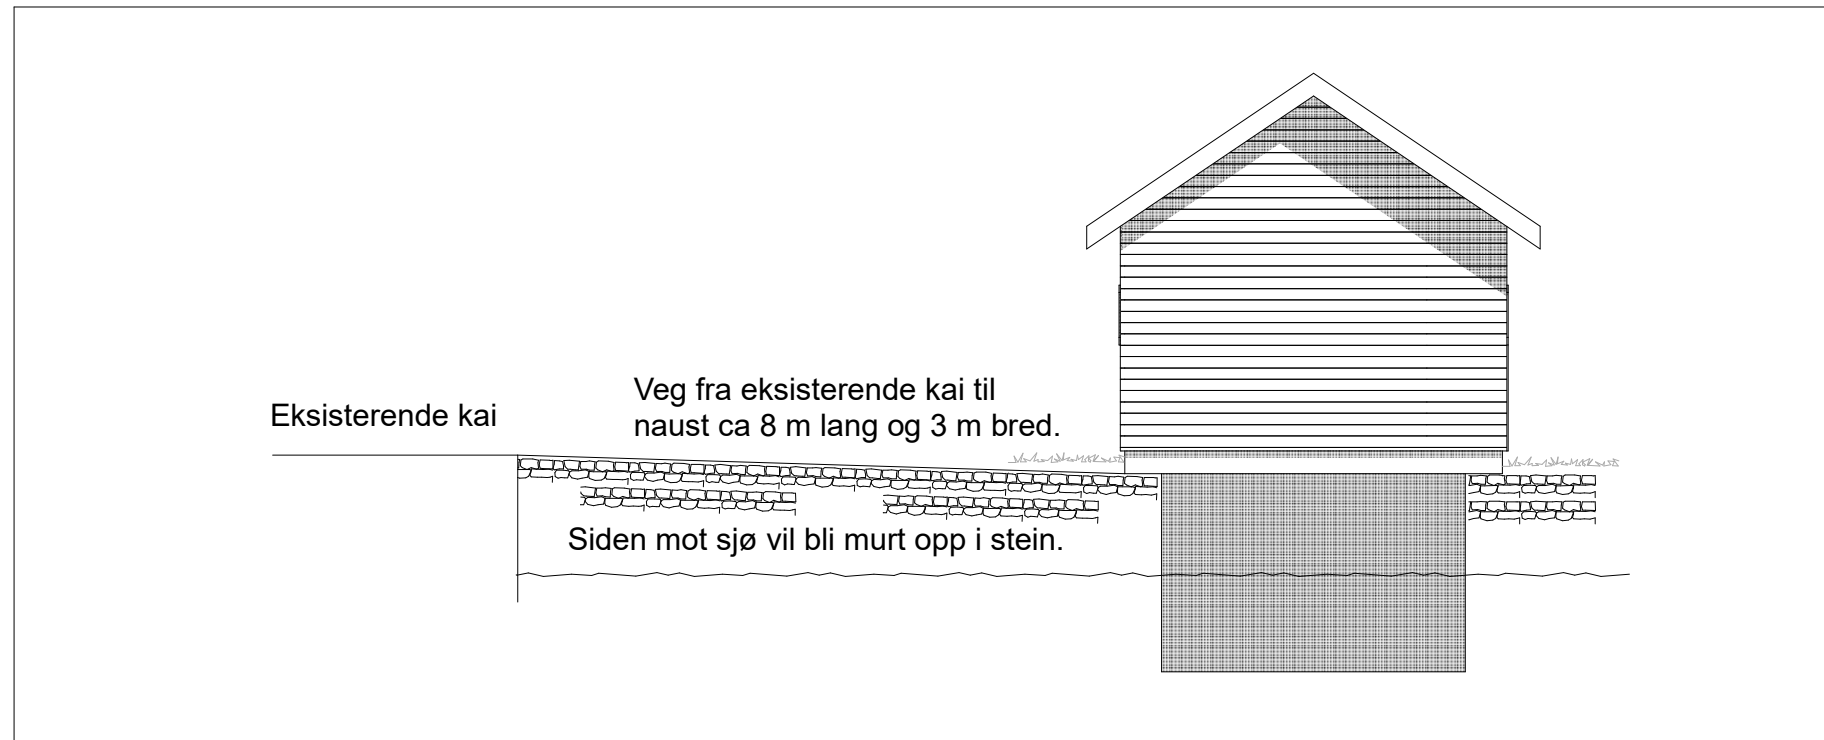 Veg fra eksisterende kai til
naust ca 8 m lang og 3 m bred.
Eksisterende kai
Siden mot sjø vil bli murt opp i stein.